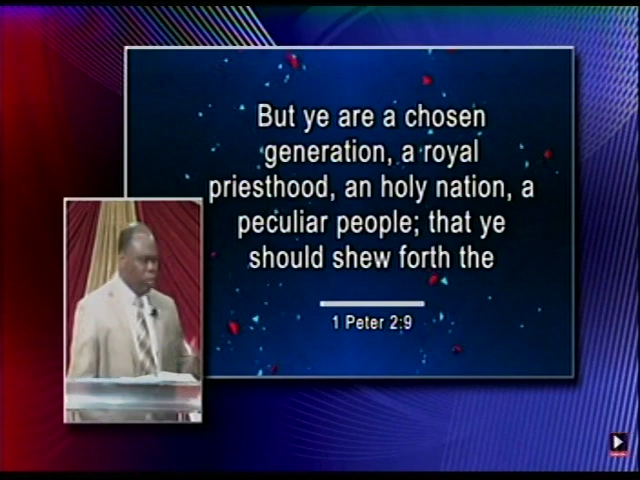 But ye are a chosen
generation, a royal
priesthood, an holy nation, a
peculiar people; that ye
should shew forth the
1 Peter 2:9